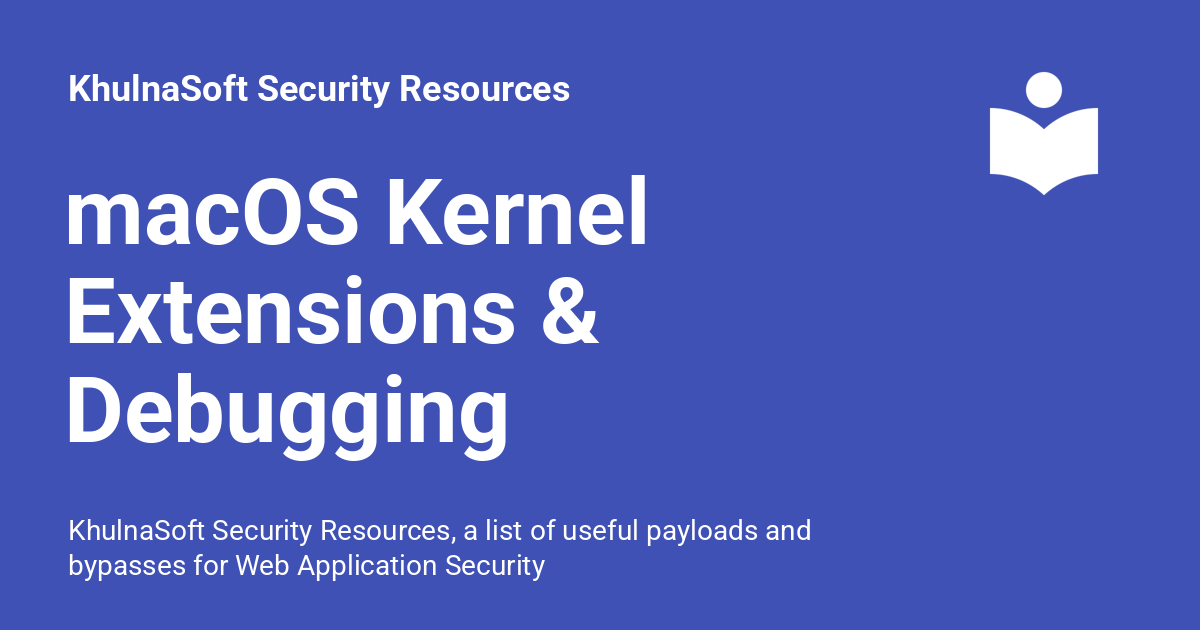 KhulnaSoft Security Resources
macOS Kernel
Extensions &
Debugging
KhulnaSoft Security Resources, a list of useful payloads and
bypasses for Web Application Security